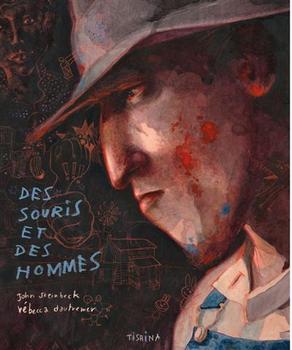 DES
SOURIS
ET
DES
HOMMES
John Steinbeck
rébecca dautremer
TISHINA